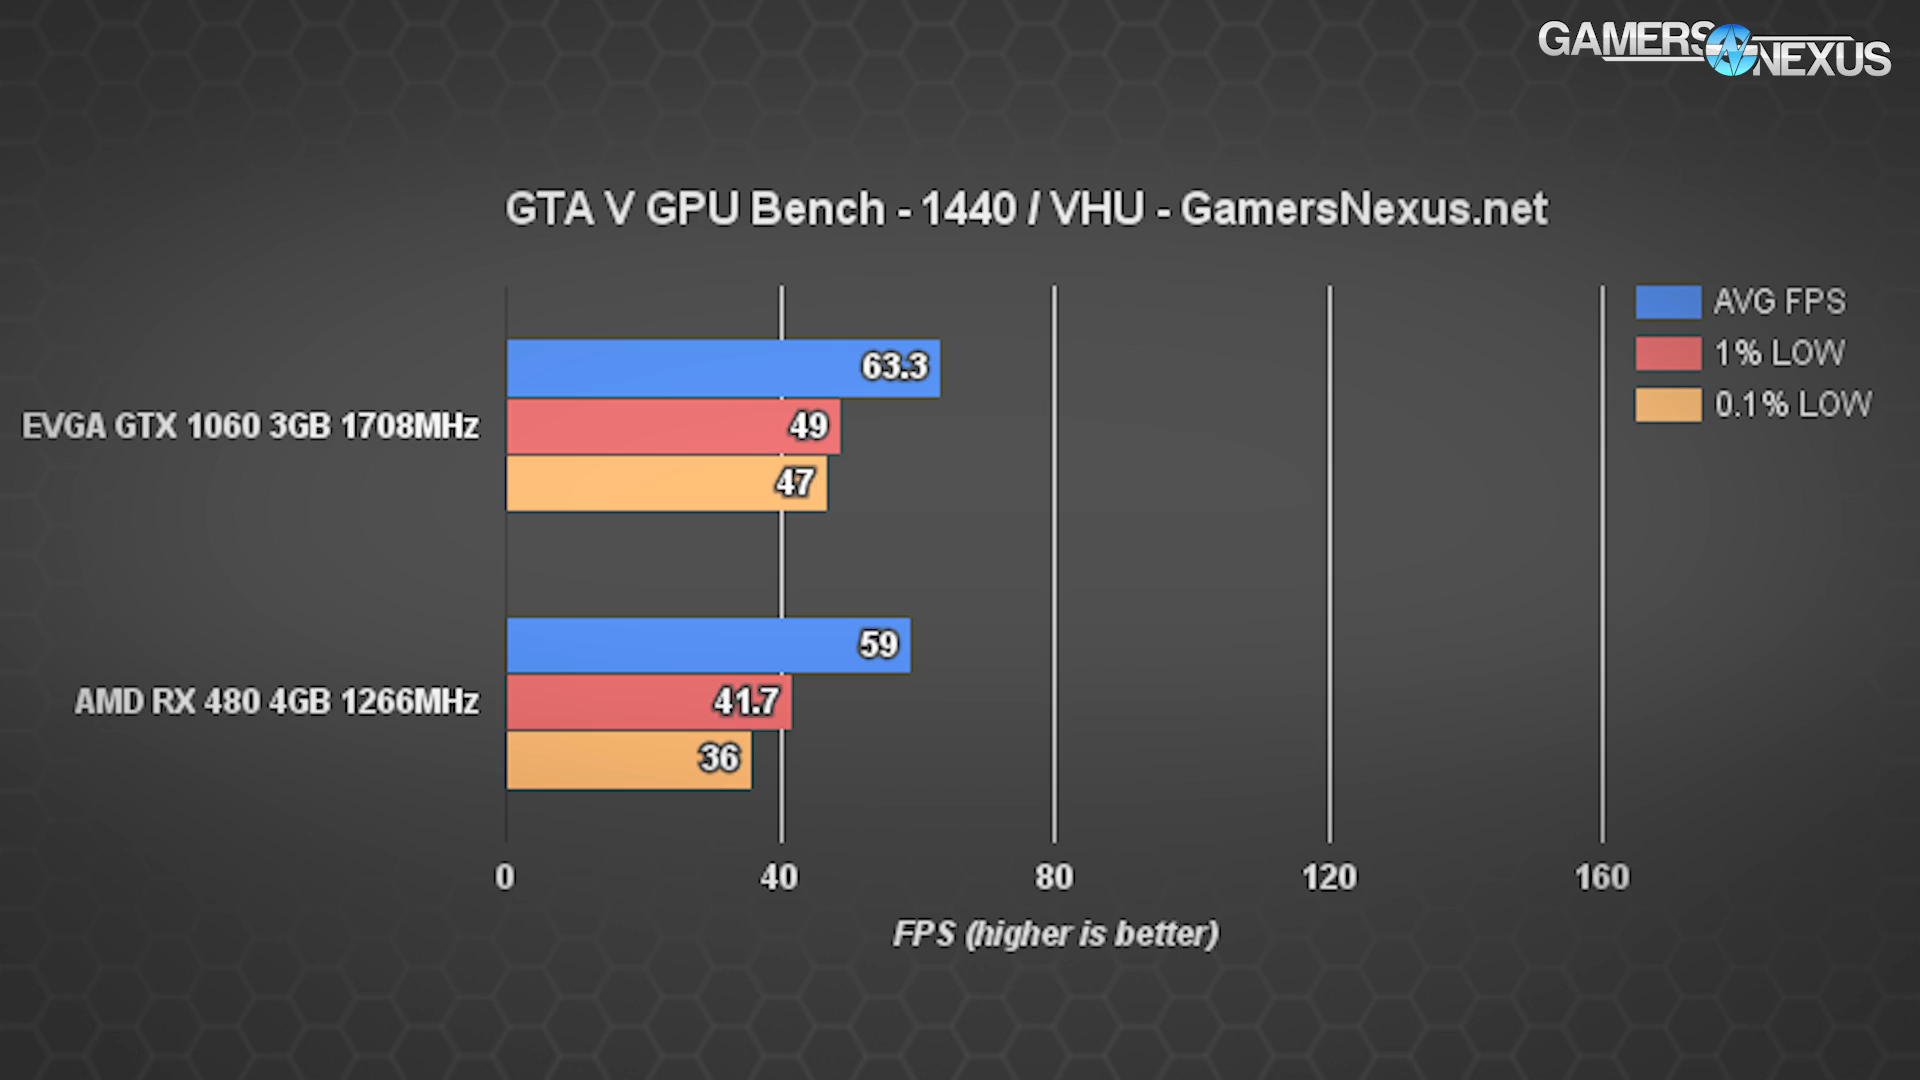 GAMERS NEXUS
GTA V GPU Bench - 1440 / VHU - GamersNexus.net
AVG FPS
1% LOW
0.1% LOW
EVGA GTX 1060 3GB 1708MHz
63.3
49
47
AMD RX 480 4GB 1266MHz
59
41.7
36
0 40 80 120 160
FPS (higher is better)